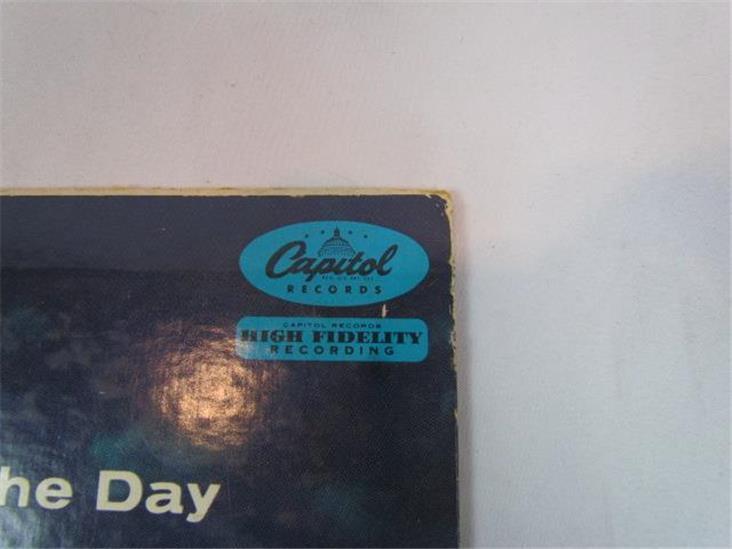 Capitol
RECORDS
CAPITOL RECORDS
HIGH FIDELITY
RECORDING
he Day